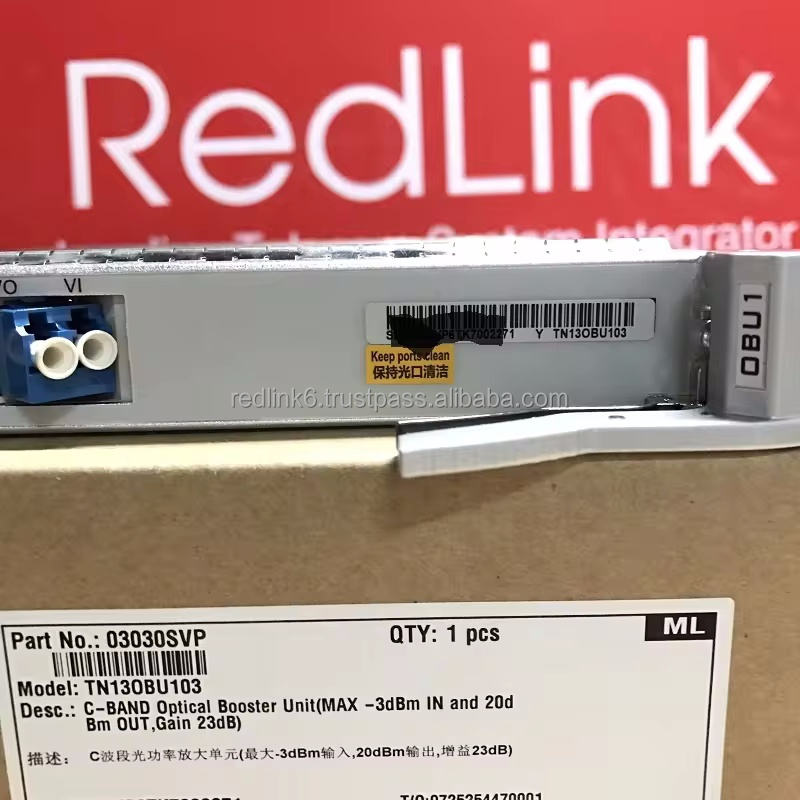 RedLink
System Integrator
VI
7002271 Y TN13OBU103
Keep ports clean
保持光口清洁
OBU1
redlink6.trustpass.alibaba.com
Part No.: 03030SVP
QTY: 1 pcs
ML
Model: TN13OBU103
Desc.: C-BAND Optical Booster Unit(MAX -3dBm IN and 20d
Bm OUT,Gain 23dB)
描述: C波段光功率放大单元(最大-3dBm输入,20dBm输出,增益23dB)